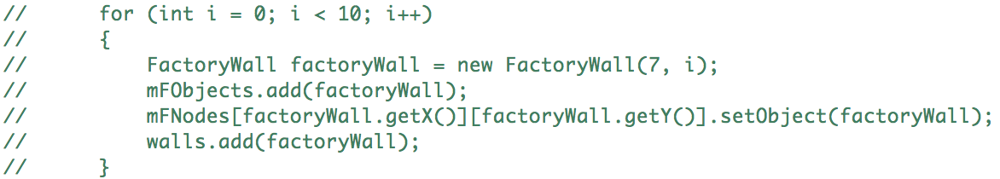 //      for (int i = 0; i < 10; i++)
//      {
//          FactoryWall factoryWall = new FactoryWall(7, i);
//          mFObjects.add(factoryWall);
//          mFNodes[factoryWall.getX()][factoryWall.getY()].setObject(factoryWall);
//          walls.add(factoryWall);
//      }